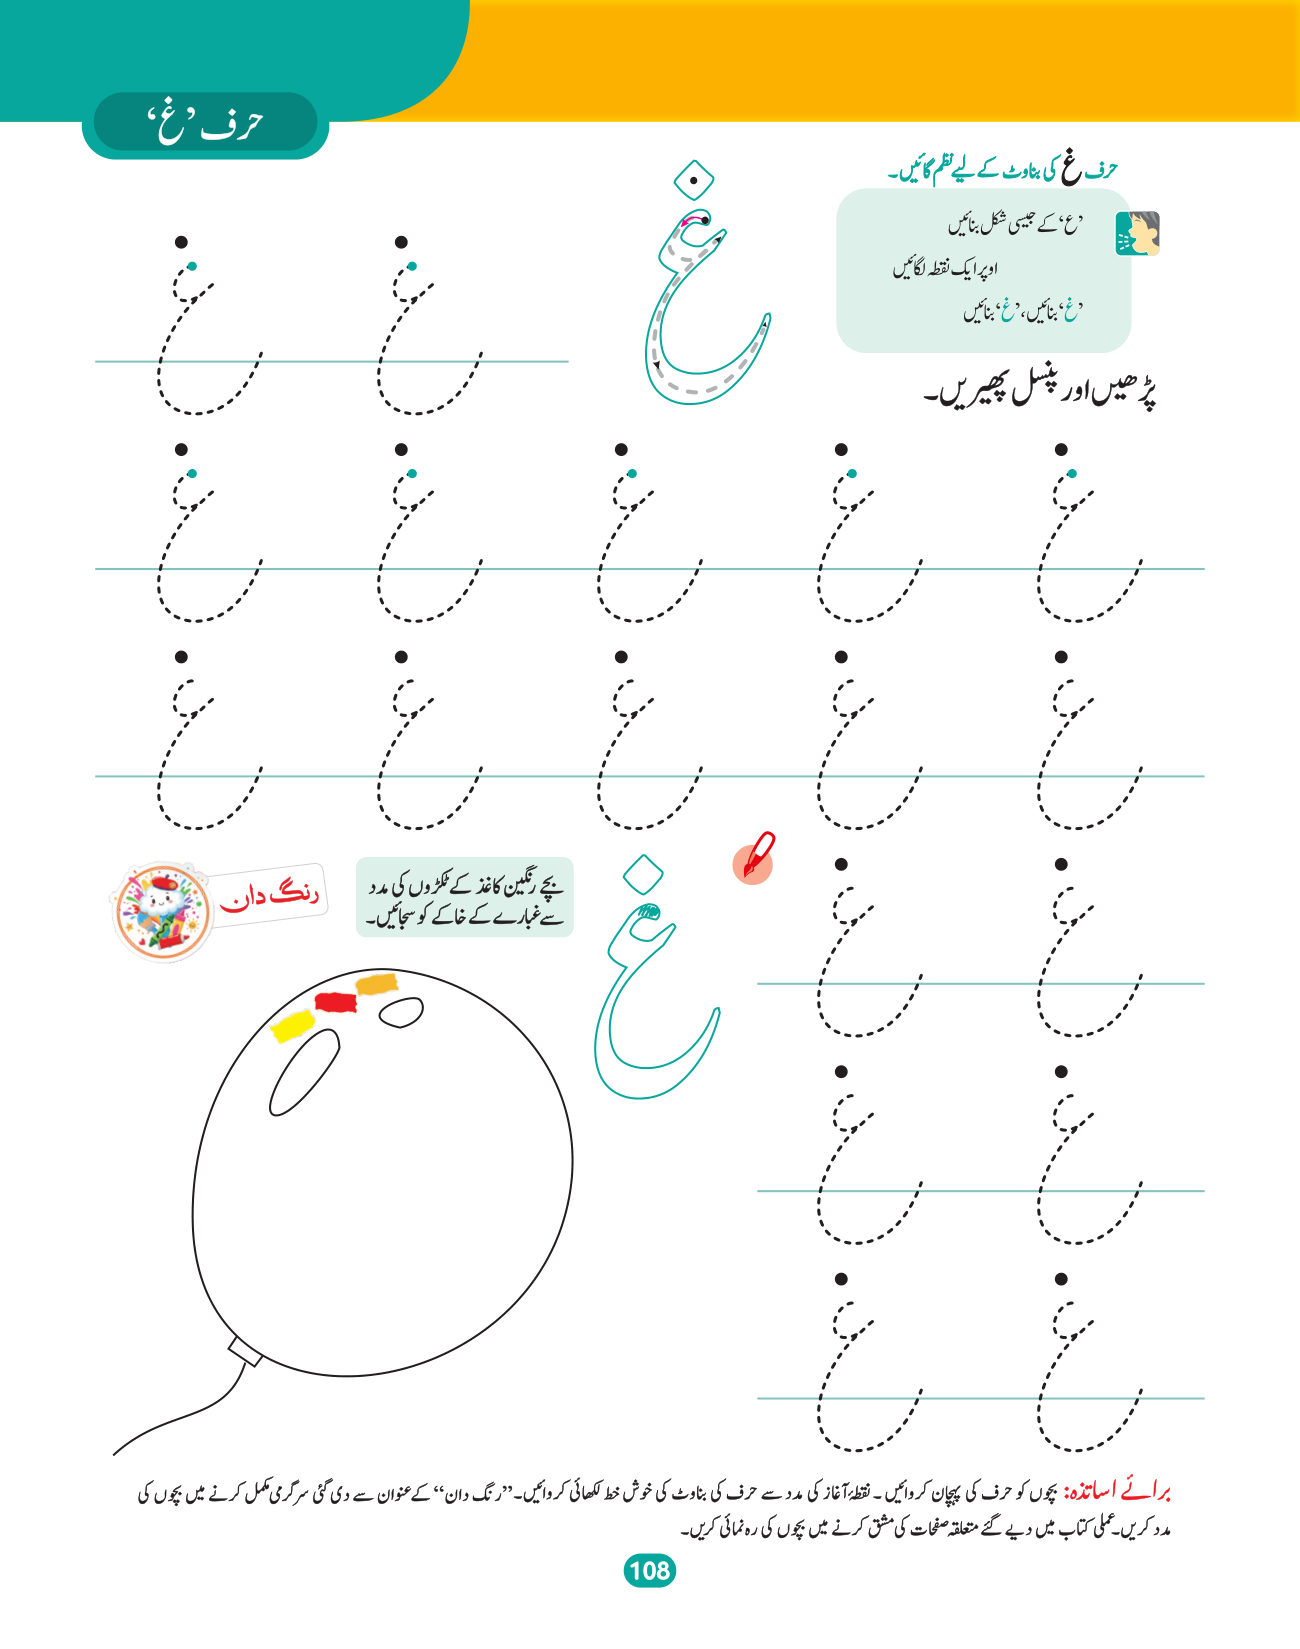 حرف ’غ‘
حرف غ کی بناوٹ کے لیے نظم گائیں۔
’ع‘ کے جیسی شکل بنائیں
اوپر ایک نقطہ لگائیں
’غ‘ بنائیں، ’غ‘ بنائیں
پڑھیں اور پنسل پھیریں۔
غ
غ غ
غ غ غ غ غ
غ غ غ غ غ
غ غ
غ غ
غ غ
غ
بچے رنگین کاغذ کے ٹکڑوں کی مدد
سے غبارے کے خاکے کو سجائیں۔
رنگ دان
برائے اساتذہ: بچوں کو حرف کی پہچان کروائیں۔ نقطۂ آغاز کی مدد سے حرف کی بناوٹ کی خوش خط لکھائی کروائیں۔ ”رنگ دان“ کے عنوان سے دی گئی سرگرمی مکمل کرنے میں بچوں کی
مدد کریں۔ عملی کتاب میں دیے گئے متعلقہ صفحات کی مشق کرنے میں بچوں کی رہ نمائی کریں۔
108